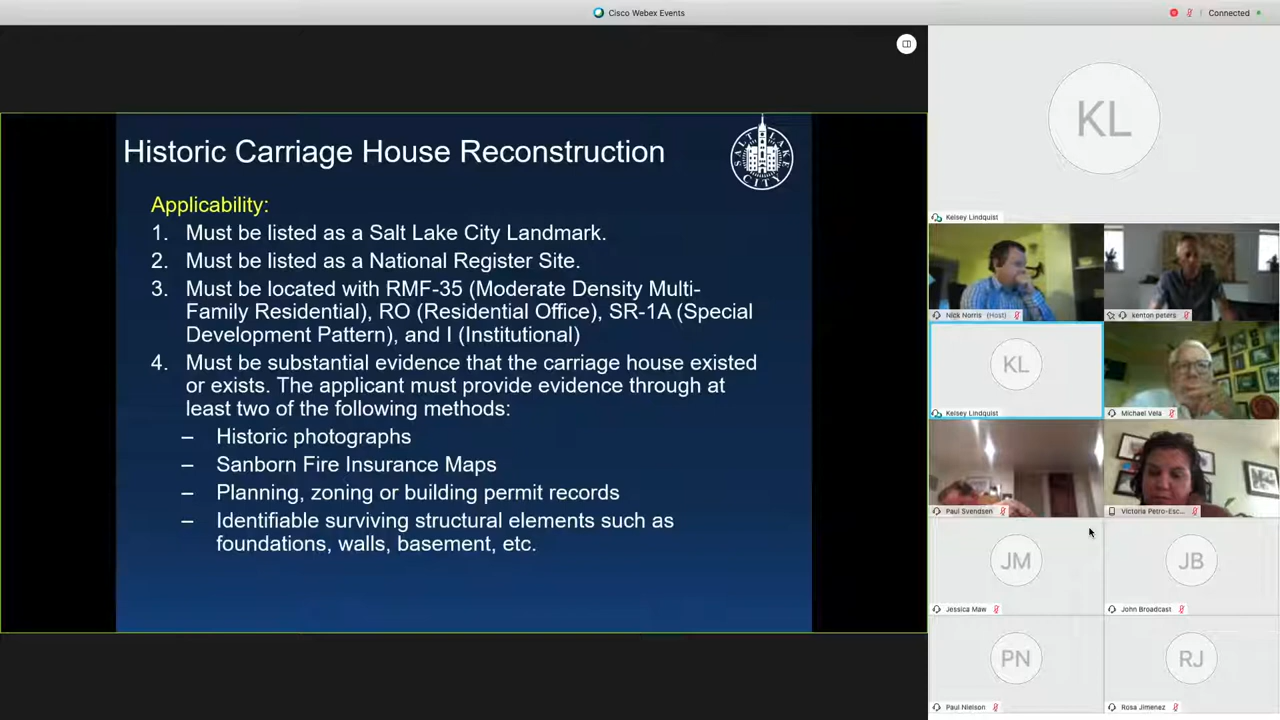 Cisco Webex Events
Connected
Historic Carriage House Reconstruction
SALT LAKE CITY
Applicability:
1. Must be listed as a Salt Lake City Landmark.
2. Must be listed as a National Register Site.
3. Must be located with RMF-35 (Moderate Density Multi-
Family Residential), RO (Residential Office), SR-1A (Special
Development Pattern), and I (Institutional)
4. Must be substantial evidence that the carriage house existed
or exists. The applicant must provide evidence through at
least two of the following methods:
– Historic photographs
– Sanborn Fire Insurance Maps
– Planning, zoning or building permit records
– Identifiable surviving structural elements such as
foundations, walls, basement, etc.
KL
Kelsey Lindquist
Nick Norris (Host)
kenton peters
KL
Kelsey Lindquist
Michael Vela
Paul Svendsen
Victoria Petro-Esc...
JM
Jessica Maw
JB
John Broadcast
PN
Paul Nielson
RJ
Rosa Jimenez